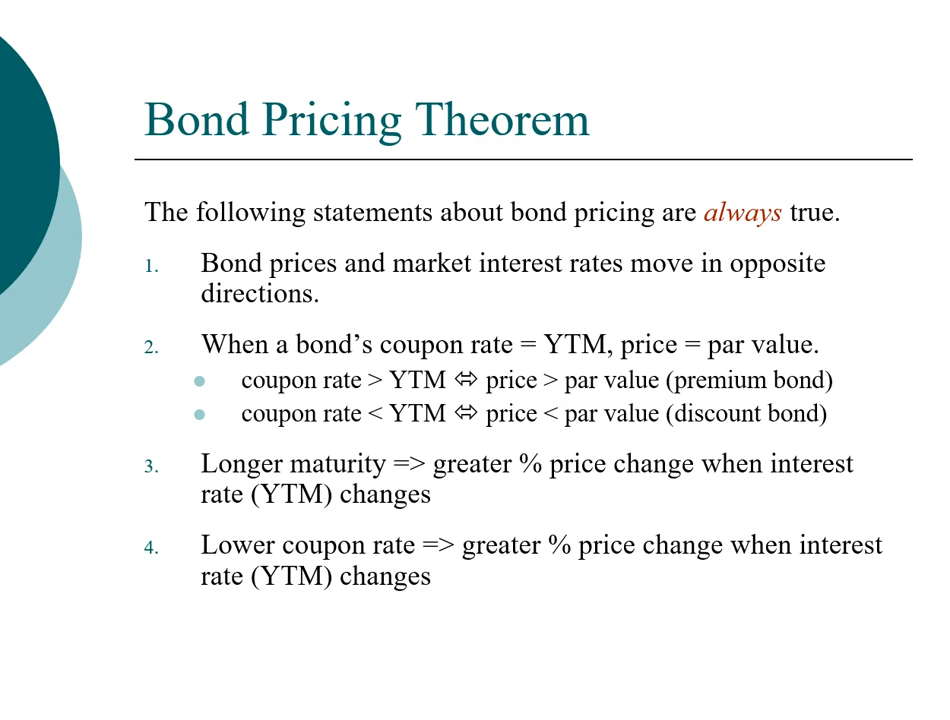 Bond Pricing Theorem
The following statements about bond pricing are always true.
1. Bond prices and market interest rates move in opposite
directions.
2. When a bond’s coupon rate = YTM, price = par value.
● coupon rate > YTM ⬄ price > par value (premium bond)
● coupon rate < YTM ⬄ price < par value (discount bond)
3. Longer maturity => greater % price change when interest
rate (YTM) changes
4. Lower coupon rate => greater % price change when interest
rate (YTM) changes